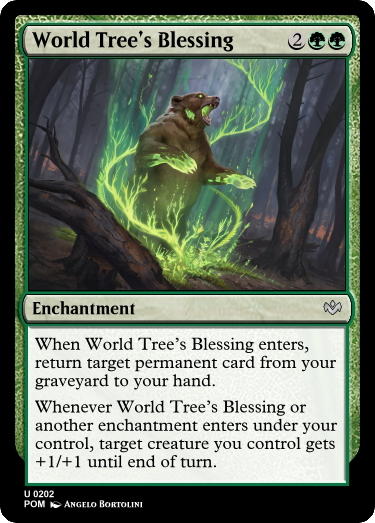 World Tree's Blessing 2
Enchantment
When World Tree's Blessing enters,
return target permanent card from your
graveyard to your hand.
Whenever World Tree's Blessing or
another enchantment enters under your
control, target creature you control gets
+1/+1 until end of turn.
U 0202
POM Angelo Bortolini